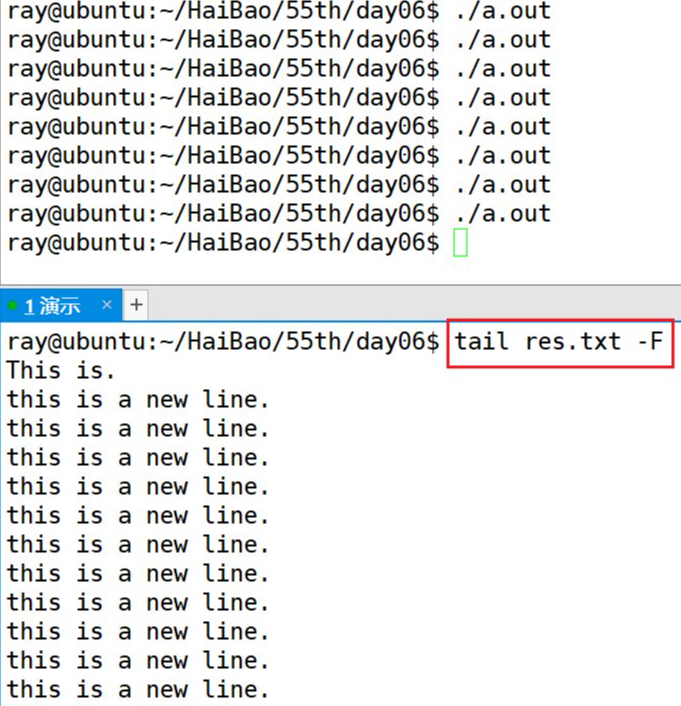 ray@ubuntu:~/HaiBao/55th/day06$ ./a.out
ray@ubuntu:~/HaiBao/55th/day06$ ./a.out
ray@ubuntu:~/HaiBao/55th/day06$ ./a.out
ray@ubuntu:~/HaiBao/55th/day06$ ./a.out
ray@ubuntu:~/HaiBao/55th/day06$ ./a.out
ray@ubuntu:~/HaiBao/55th/day06$ ./a.out
ray@ubuntu:~/HaiBao/55th/day06$ ./a.out
ray@ubuntu:~/HaiBao/55th/day06$ ./a.out
ray@ubuntu:~/HaiBao/55th/day06$
1 演示 × +
ray@ubuntu:~/HaiBao/55th/day06$ tail res.txt -F
This is.
this is a new line.
this is a new line.
this is a new line.
this is a new line.
this is a new line.
this is a new line.
this is a new line.
this is a new line.
this is a new line.
this is a new line.
this is a new line.